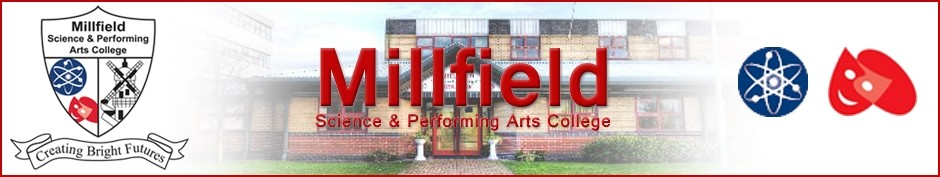 Millfield
Science & Performing
Arts College
Creating Bright Futures
Millfield
Science & Performing Arts College